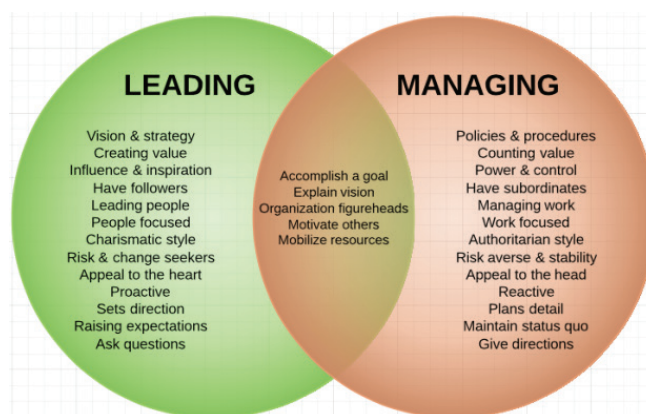 LEADING
Vision & strategy
Creating value
Influence & inspiration
Have followers
Leading people
People focused
Charismatic style
Risk & change seekers
Appeal to the heart
Proactive
Sets direction
Raising expectations
Ask questions
Accomplish a goal
Explain vision
Organization figureheads
Motivate others
Mobilize resources
MANAGING
Policies & procedures
Counting value
Power & control
Have subordinates
Managing work
Work focused
Authoritarian style
Risk averse & stability
Appeal to the head
Reactive
Plans detail
Maintain status quo
Give directions